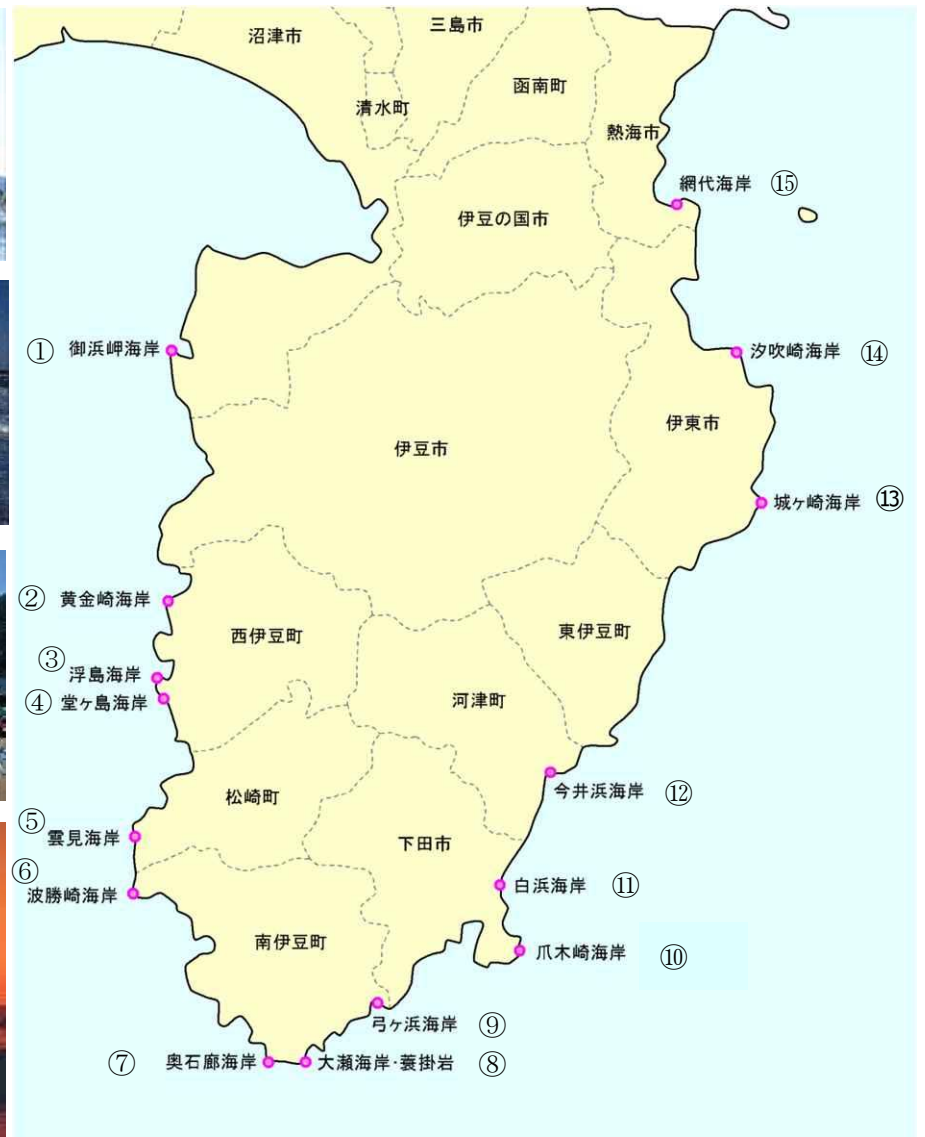 沼津市
三島市
函南町
清水町
熱海市
網代海岸 ⑮
伊豆の国市
① 御浜岬海岸
汐吹崎海岸 ⑭
伊東市
伊豆市
城ヶ崎海岸 ⑬
② 黄金崎海岸
西伊豆町
東伊豆町
③ 浮島海岸
④ 堂ヶ島海岸
河津町
今井浜海岸 ⑫
松崎町
⑤ 雲見海岸
下田市
⑥ 波勝崎海岸
白浜海岸 ⑪
南伊豆町
爪木崎海岸 ⑩
弓ヶ浜海岸 ⑨
⑦ 奥石廊海岸
大瀬海岸・蓑掛岩 ⑧